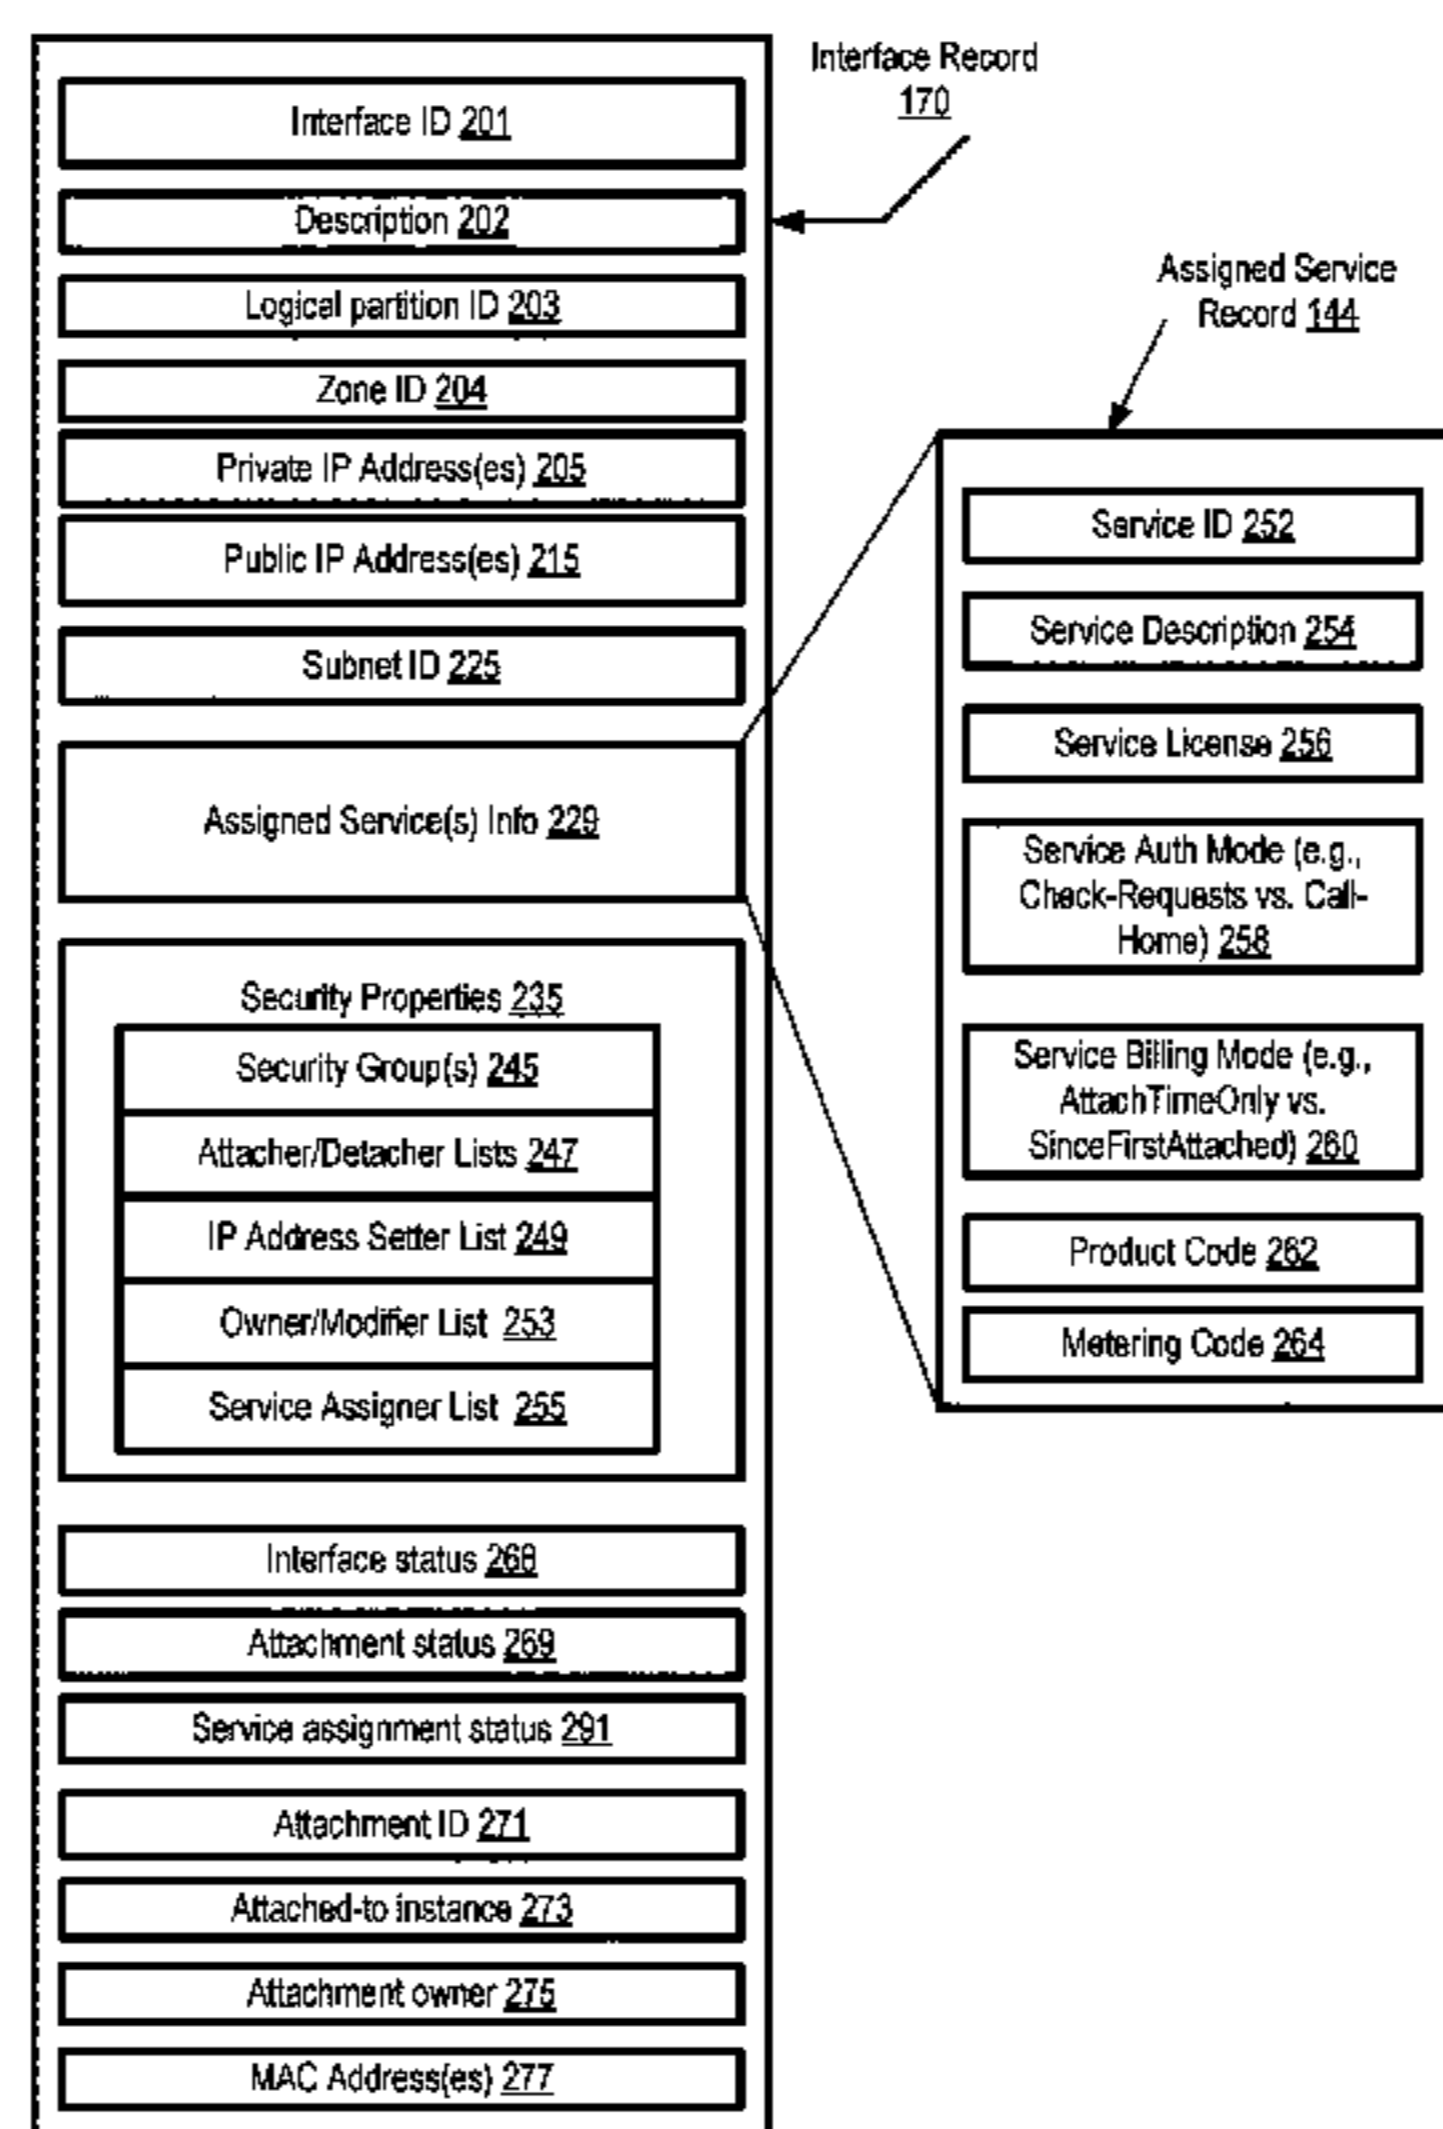 Interface Record
170
Interface ID 201
Description 202
Logical partition ID 203
Zone ID 204
Private IP Address(es) 205
Public IP Address(es) 215
Subnet ID 225
Assigned Service(s) Info 229
Security Properties 235
Security Group(s) 245
Attacher/Detacher Lists 247
IP Address Setter List 249
Owner/Modifier List 253
Service Assigner List 255
Interface status 268
Attachment status 269
Service assignment status 291
Attachment ID 271
Attached-to instance 273
Attachment owner 275
MAC Address(es) 277
Assigned Service
Record 144
Service ID 252
Service Description 254
Service License 256
Service Auth Mode (e.g.,
Check-Requests vs. Call-
Home) 258
Service Billing Mode (e.g.,
AttachTimeOnly vs.
SinceFirstAttached) 260
Product Code 262
Metering Code 264